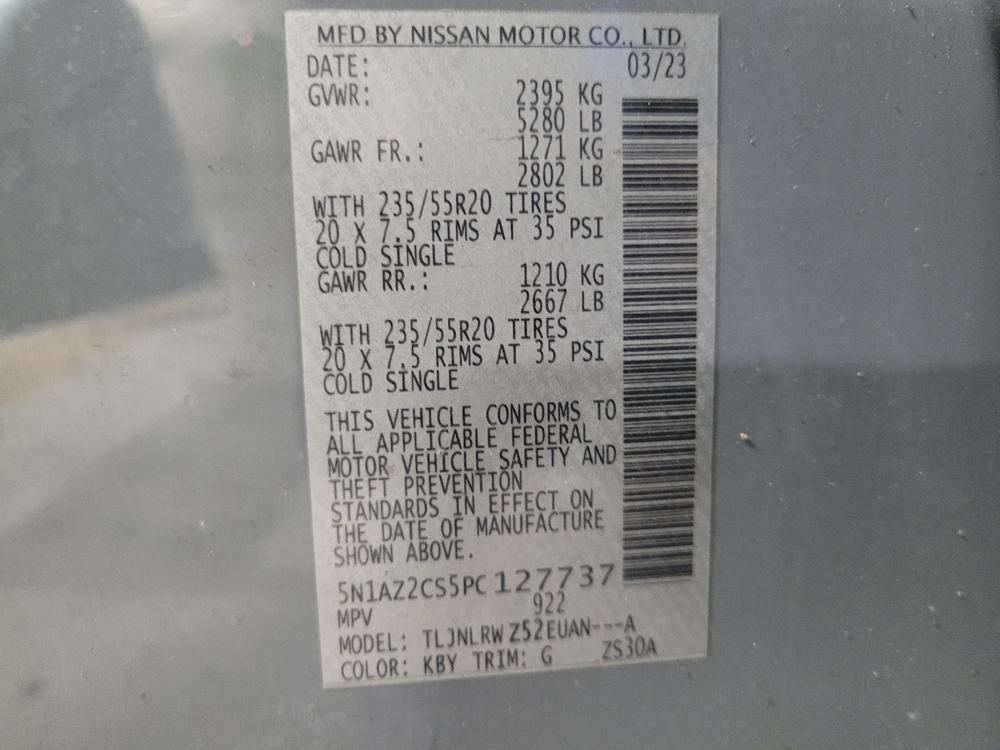 MFD BY NISSAN MOTOR CO., LTD.
DATE: 03/23
GVWR: 2395 KG
5280 LB
GAWR FR.: 1271 KG
2802 LB
WITH 235/55R20 TIRES
20 X 7.5 RIMS AT 35 PSI
COLD SINGLE
GAWR RR.: 1210 KG
2667 LB
WITH 235/55R20 TIRES
20 X 7.5 RIMS AT 35 PSI
COLD SINGLE
THIS VEHICLE CONFORMS TO
ALL APPLICABLE FEDERAL
MOTOR VEHICLE SAFETY AND
THEFT PREVENTION
STANDARDS IN EFFECT ON
THE DATE OF MANUFACTURE
SHOWN ABOVE.
5N1AZ2CS5PC127737
MPV 922
MODEL: TLJNLRWZ52EUAN---A
COLOR: KBY TRIM: G ZS30A